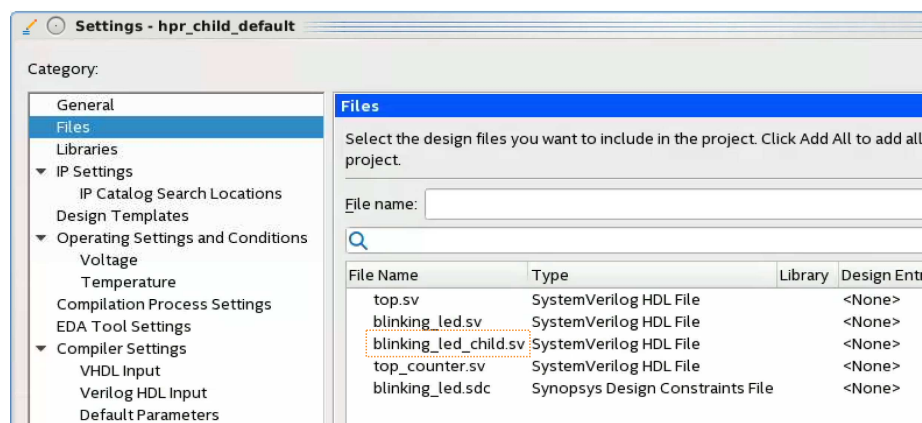 Settings - hpr_child_default
Category:
General
Files
Libraries
IP Settings
IP Catalog Search Locations
Design Templates
Operating Settings and Conditions
Voltage
Temperature
Compilation Process Settings
EDA Tool Settings
Compiler Settings
VHDL Input
Verilog HDL Input
Default Parameters
Files
Select the design files you want to include in the project. Click Add All to add all
project.
File name:
File Name Type Library Design Entr
top.sv SystemVerilog HDL File <None>
blinking_led.sv SystemVerilog HDL File <None>
blinking_led_child.sv SystemVerilog HDL File <None>
top_counter.sv SystemVerilog HDL File <None>
blinking_led.sdc Synopsys Design Constraints File <None>